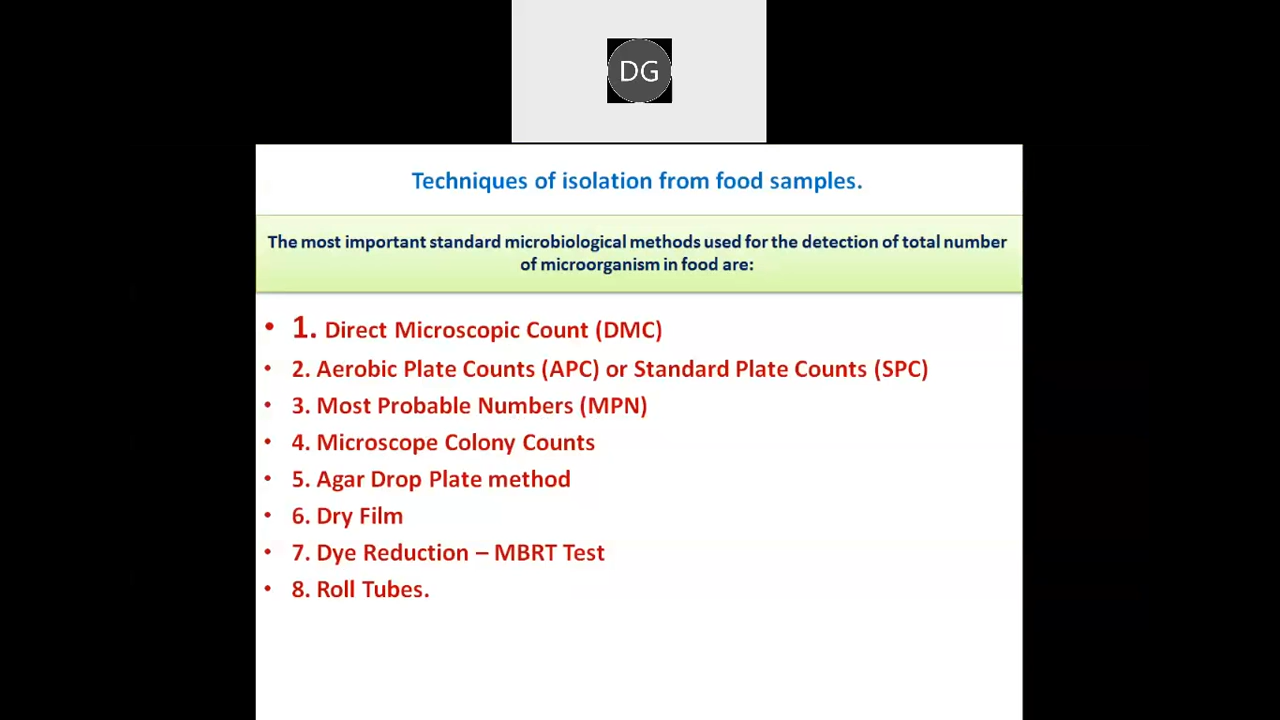 DG
Techniques of isolation from food samples.
The most important standard microbiological methods used for the detection of total number
of microorganism in food are:
• 1. Direct Microscopic Count (DMC)
• 2. Aerobic Plate Counts (APC) or Standard Plate Counts (SPC)
• 3. Most Probable Numbers (MPN)
• 4. Microscope Colony Counts
• 5. Agar Drop Plate method
• 6. Dry Film
• 7. Dye Reduction – MBRT Test
• 8. Roll Tubes.